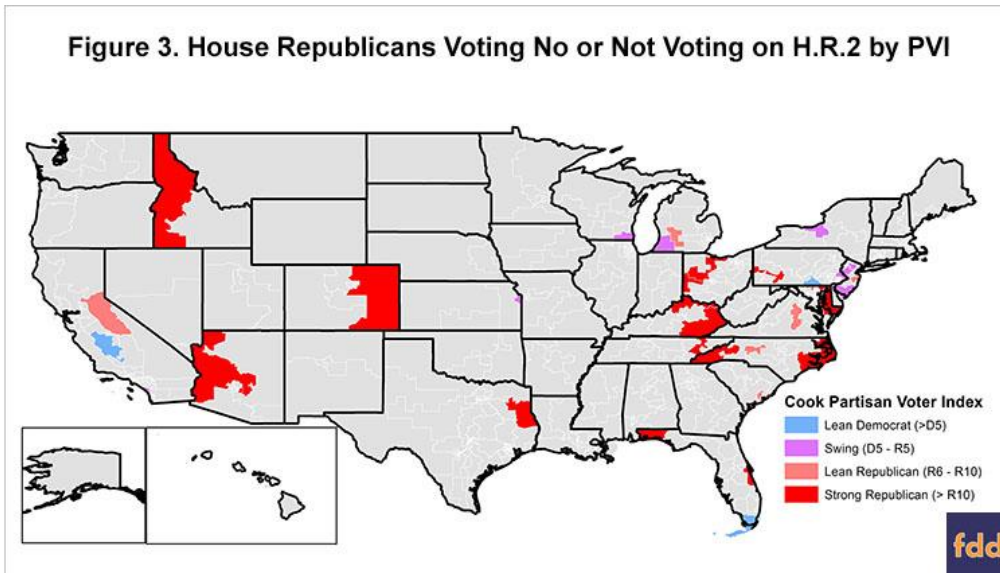 Figure 3. House Republicans Voting No or Not Voting on H.R.2 by PVI
Cook Partisan Voter Index
Lean Democrat (>D5)
Swing (D5 - R5)
Lean Republican (R6 - R10)
Strong Republican (> R10)
fdd